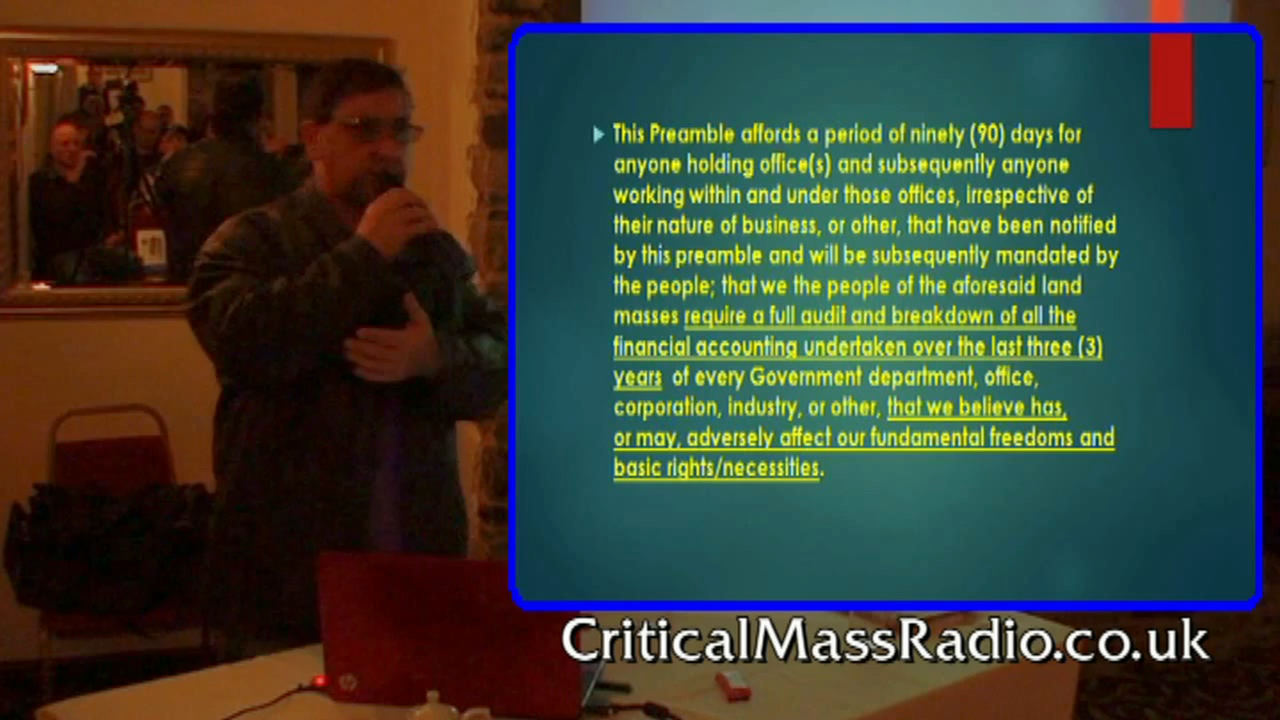 This Preamble affords a period of ninety (90) days for
anyone holding office(s) and subsequently anyone
working within and under those offices, irrespective of
their nature of business, or other, that have been notified
by this preamble and will be subsequently mandated by
the people; that we the people of the aforesaid land
masses require a full audit and breakdown of all the
financial accounting undertaken over the last three (3)
years of every Government department, office,
corporation, industry, or other, that we believe has,
or may, adversely affect our fundamental freedoms and
basic rights/necessities.
CriticalMassRadio.co.uk
hp